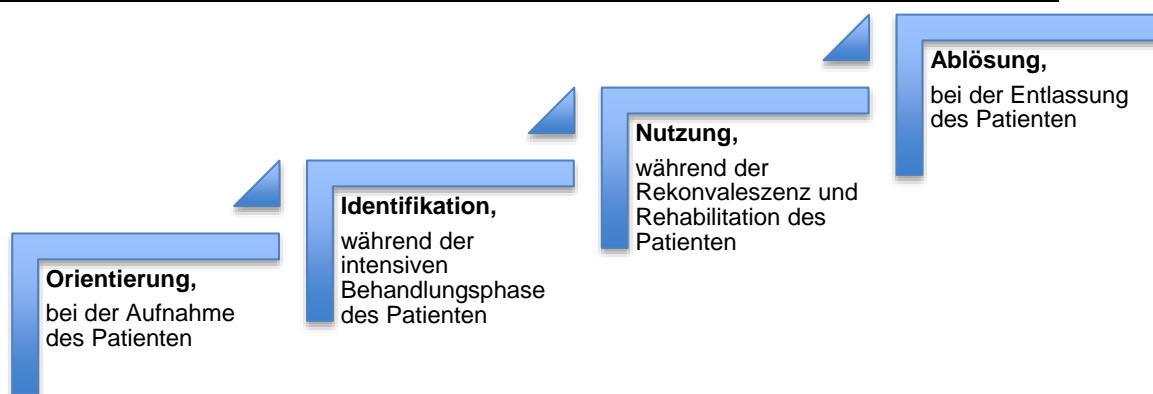 Orientierung,
bei der Aufnahme
des Patienten
Identifikation,
während der
intensiven
Behandlungsphase
des Patienten
Nutzung,
während der
Rekonvaleszenz und
Rehabilitation des
Patienten
Ablösung,
bei der Entlassung
des Patienten